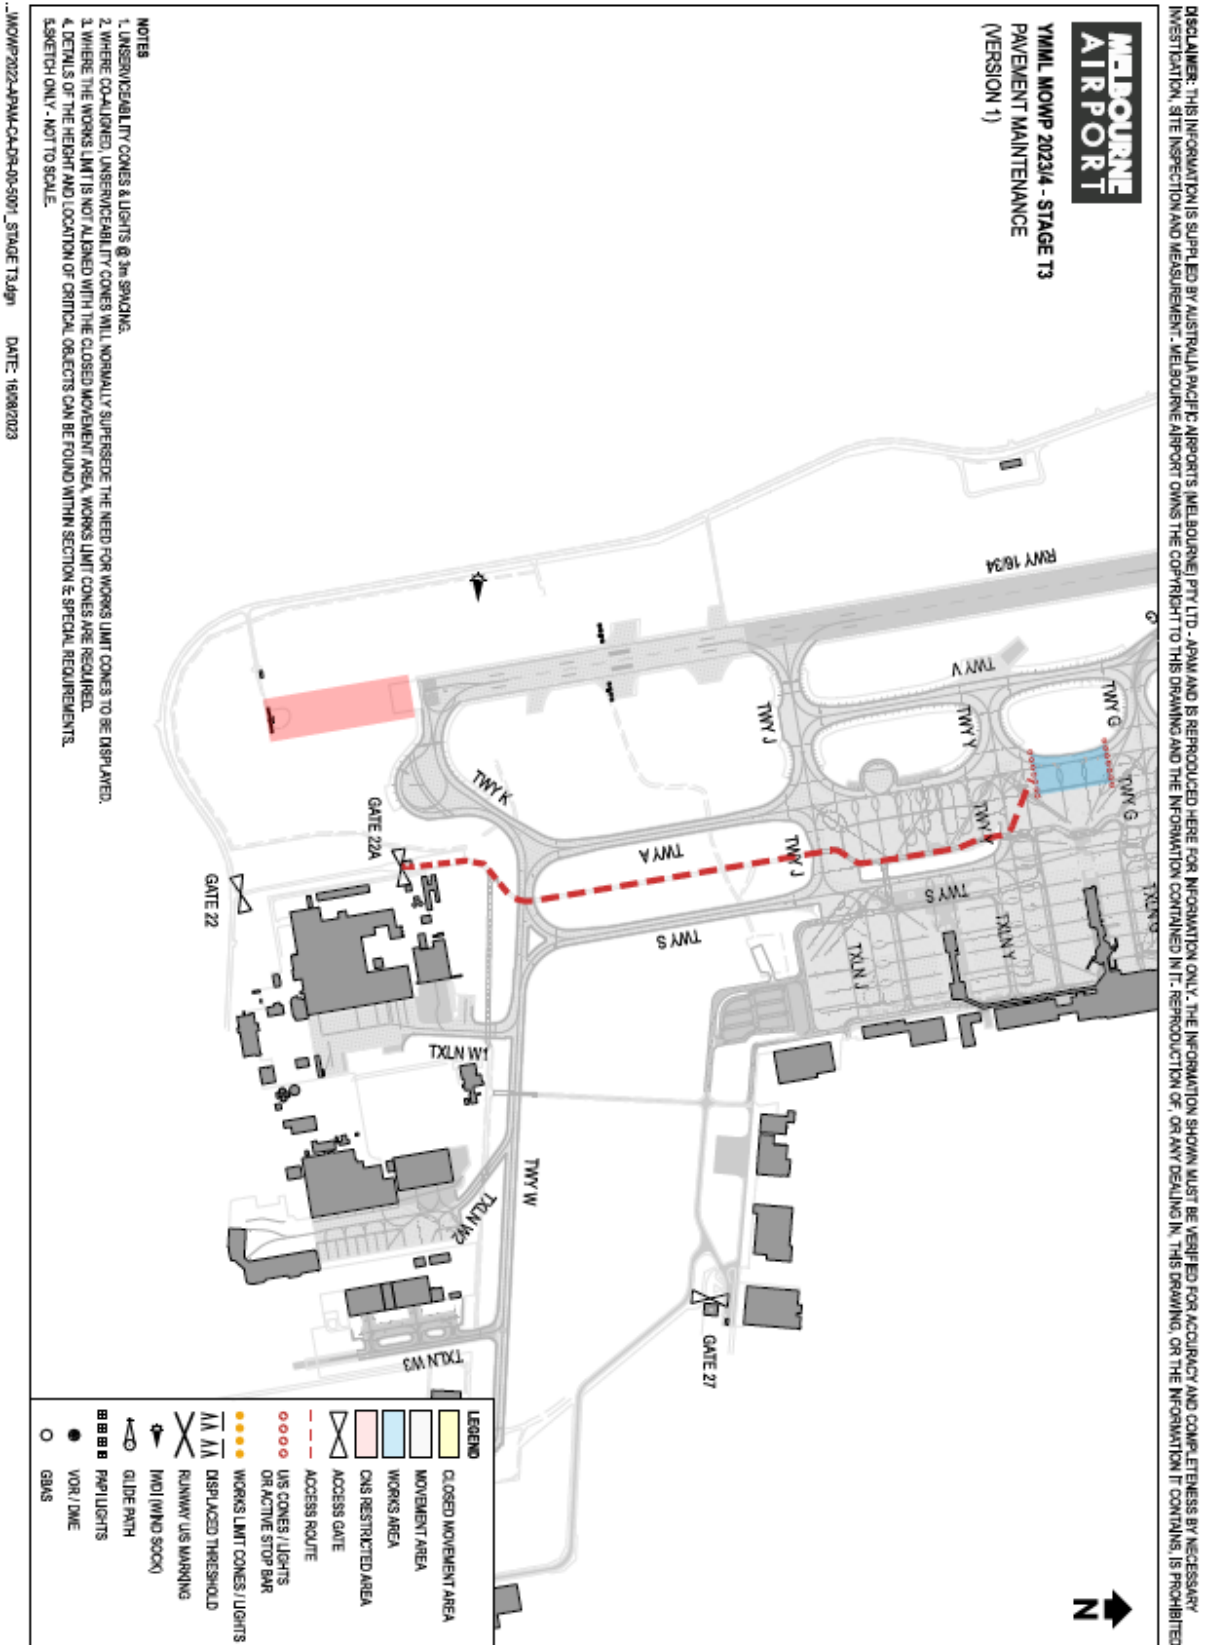 DISCLAIMER: THIS INFORMATION IS SUPPLIED BY AUSTRALIA PACIFIC AIRPORTS (MELBOURNE) PTY LTD - APAM AND IS REPRODUCED HERE FOR INFORMATION ONLY. THE INFORMATION SHOWN MUST BE VERIFIED FOR ACCURACY AND COMPLETENESS BY NECESSARY
INVESTIGATION, SITE INSPECTION AND MEASUREMENT. MELBOURNE AIRPORT OWNS THE COPYRIGHT TO THIS DRAWING AND THE INFORMATION CONTAINED IN IT. REPRODUCTION OF, OR ANY DEALING IN, THIS DRAWING, OR THE INFORMATION IT CONTAINS, IS PROHIBITED
MELBOURNE
AIRPORT
YMML MOWP 2023/4 - STAGE T3
PAVEMENT MAINTENANCE
(VERSION 1)
N
RWY 16/34
TWY V
TWY G
TWY G
TWY Y
TWY J
TWY Y
TWY K
TWY A
TWY J
TWY S
TWY S
TXLN G
TXLN Y
TXLN J
GATE 22A
GATE 22
TXLN W1
TWY W
TXLN W2
TXLN W3
GATE 27
NOTES
1. UNSERVICEABILITY CONES & LIGHTS @ 3m SPACING.
2. WHERE CO-ALIGNED, UNSERVICEABILITY CONES WILL NORMALLY SUPERSEDE THE NEED FOR WORKS LIMIT CONES TO BE DISPLAYED.
3. WHERE THE WORKS LIMIT IS NOT ALIGNED WITH THE CLOSED MOVEMENT AREA, WORKS LIMIT CONES ARE REQUIRED.
4. DETAILS OF THE HEIGHT AND LOCATION OF CRITICAL OBJECTS CAN BE FOUND WITHIN SECTION 5: SPECIAL REQUIREMENTS.
5.SKETCH ONLY - NOT TO SCALE.
LEGEND
CLOSED MOVEMENT AREA
MOVEMENT AREA
WORKS AREA
CNS RESTRICTED AREA
ACCESS GATE
ACCESS ROUTE
U/S CONES / LIGHTS
OR ACTIVE STOP BAR
WORKS LIMIT CONES / LIGHTS
DISPLACED THRESHOLD
RUNWAY U/S MARKING
IWDI (WIND SOCK)
GLIDE PATH
PAPI LIGHTS
VOR / DME
GBAS
...\MOWP2022-APAM-CA-DR-00-5001_STAGE T3.dgn DATE: 16/08/2023